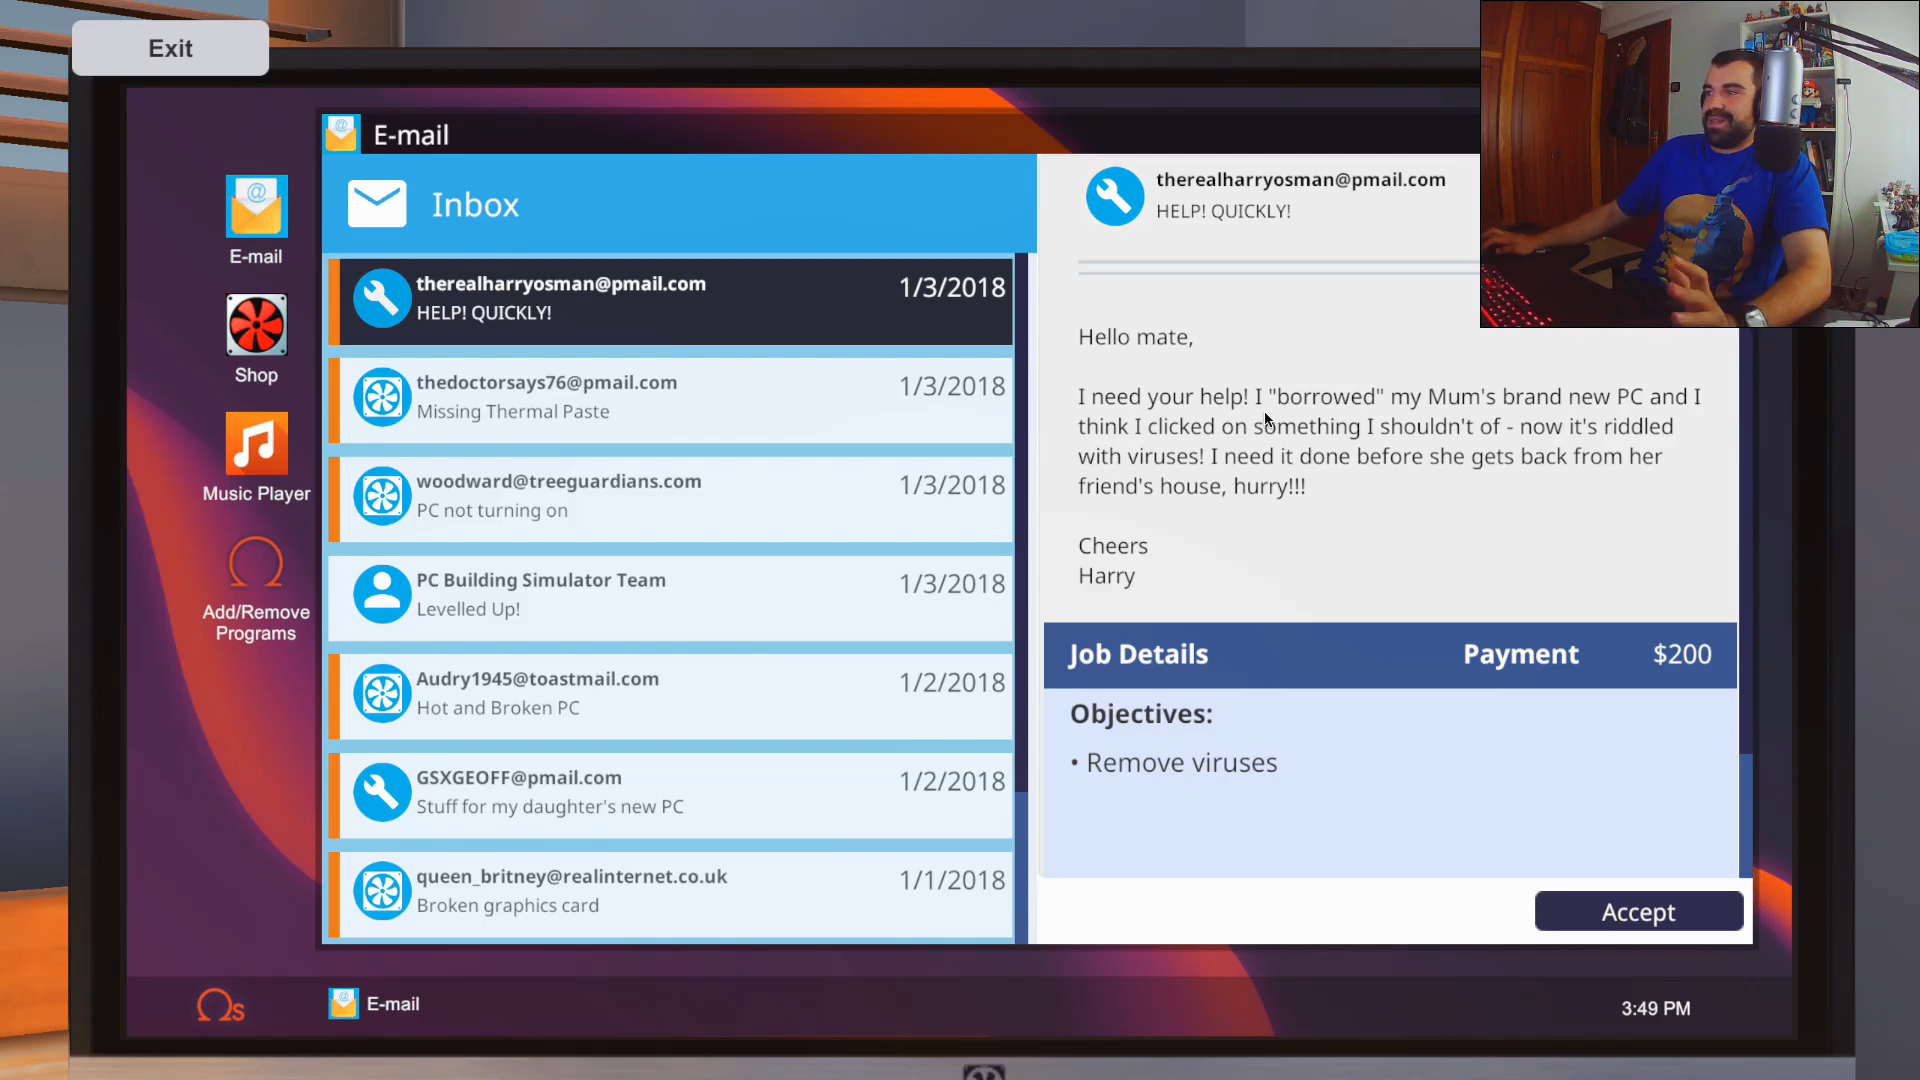 Exit
E-mail
Inbox
E-mail
Shop
Music Player
Add/Remove
Programs
therealharryosman@pmail.com
1/3/2018
HELP! QUICKLY!
thedoctorsays76@pmail.com
1/3/2018
Missing Thermal Paste
woodward@treeguardians.com
1/3/2018
PC not turning on
PC Building Simulator Team
1/3/2018
Levelled Up!
Audry1945@toastmail.com
1/2/2018
Hot and Broken PC
GSXGEOFF@pmail.com
1/2/2018
Stuff for my daughter's new PC
queen_britney@realinternet.co.uk
1/1/2018
Broken graphics card
therealharryosman@pmail.com
HELP! QUICKLY!
Hello mate,
I need your help! I "borrowed" my Mum's brand new PC and I
think I clicked on something I shouldn't of - now it's riddled
with viruses! I need it done before she gets back from her
friend's house, hurry!!!
Cheers
Harry
Job Details Payment $200
Objectives:
• Remove viruses
Accept
Ωs
E-mail
3:49 PM